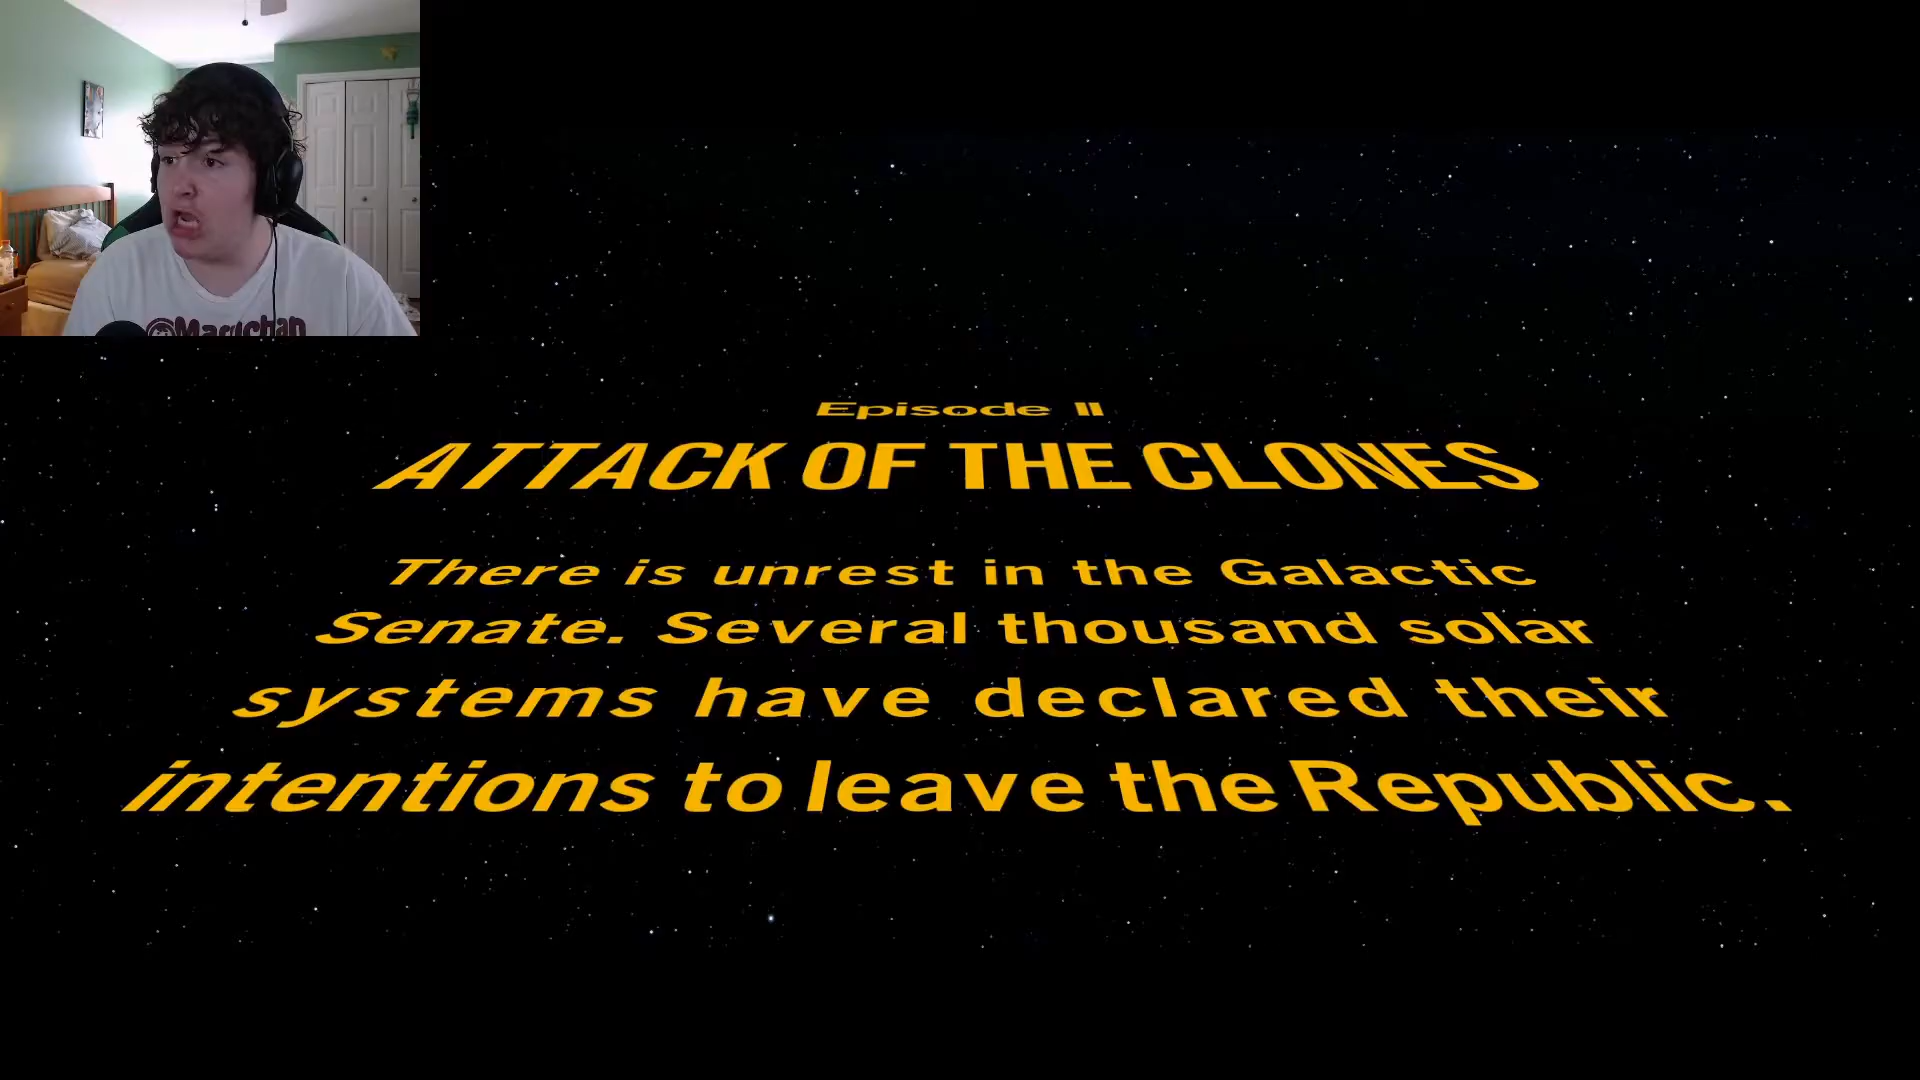 Episode II
ATTACK OF THE CLONES
There is unrest in the Galactic
Senate. Several thousand solar
systems have declared their
intentions to leave the Republic.